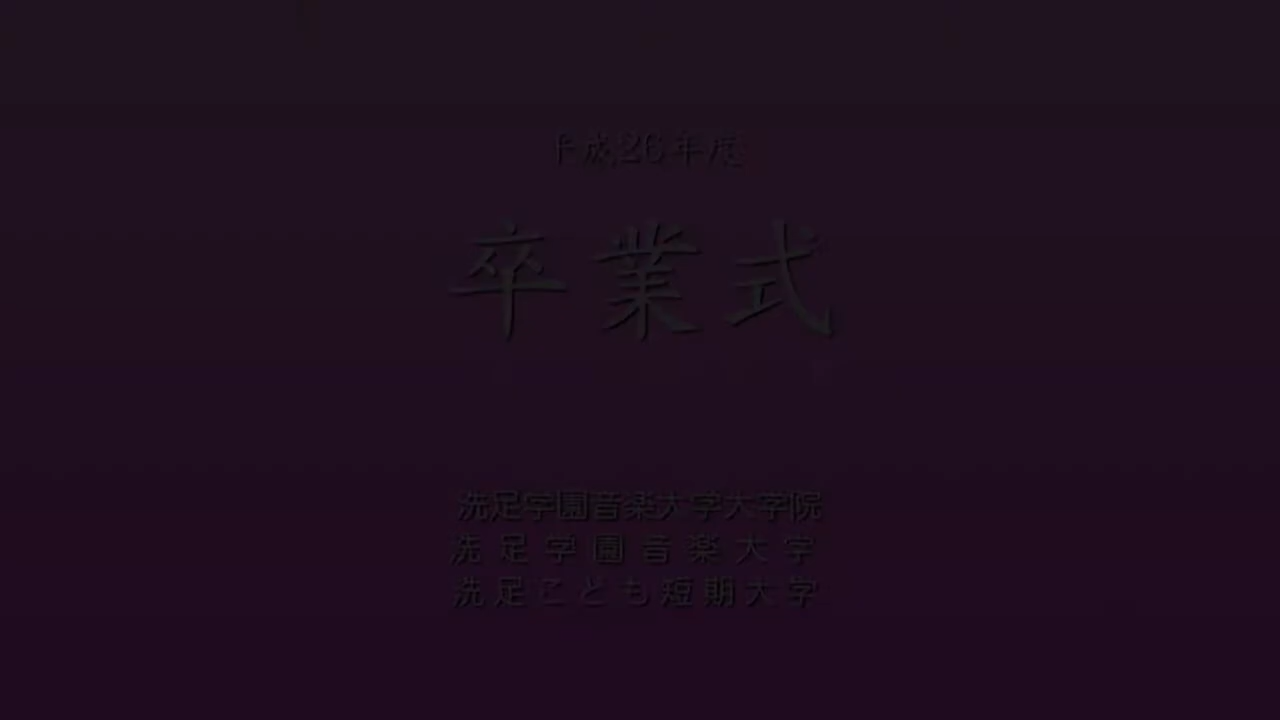 平成26年度
卒業式
洗足学園音楽大学大学院
洗足学園音楽大学
洗足こども短期大学